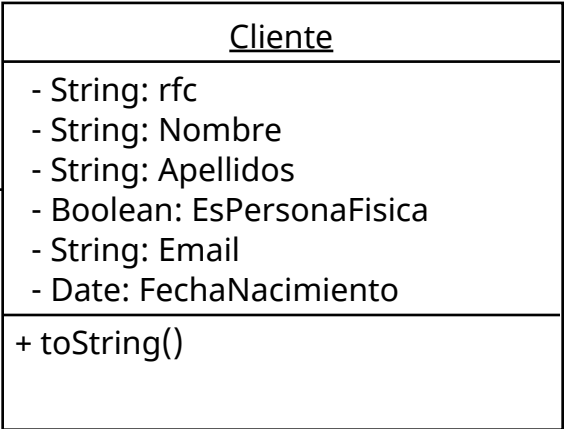 Cliente
- String: rfc
- String: Nombre
- String: Apellidos
- Boolean: EsPersonaFisica
- String: Email
- Date: FechaNacimiento
+ toString()